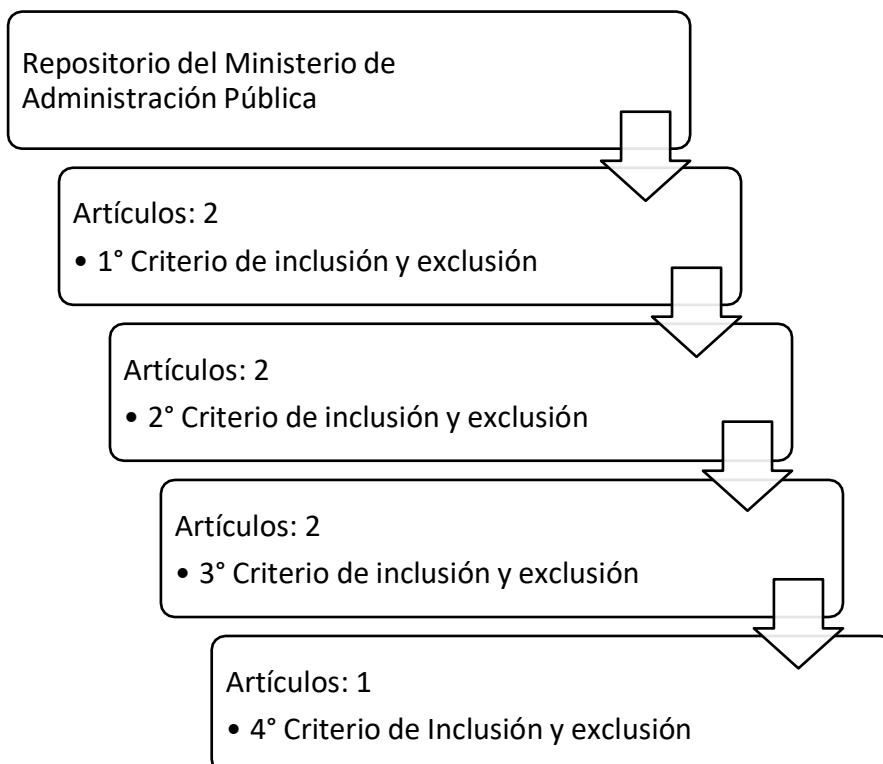 Repositorio del Ministerio de
Administración Pública
Artículos: 2
• 1° Criterio de inclusión y exclusión
Artículos: 2
• 2° Criterio de inclusión y exclusión
Artículos: 2
• 3° Criterio de inclusión y exclusión
Artículos: 1
• 4° Criterio de Inclusión y exclusión